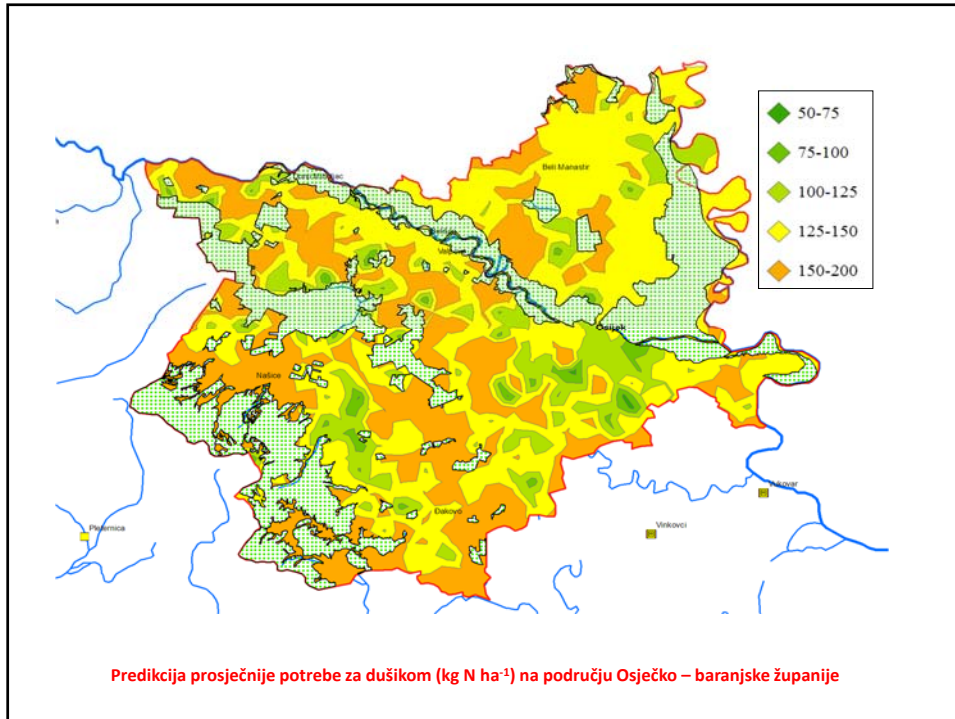 50-75
75-100
Beli Manastir
100-125
125-150
150-200
Osijek
Našice
Vukovar
Đakovo
Vinkovci
Pleternica
Predikcija prosječnije potrebe za dušikom (kg N ha⁻¹) na području Osječko – baranjske županije